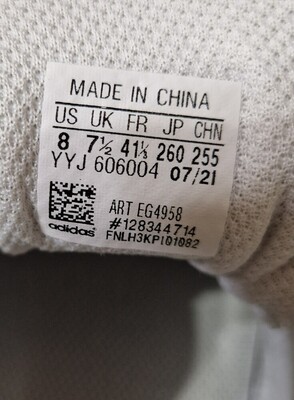 MADE IN CHINA
US UK FR JP CHN
8 7½ 41⅓ 260 255
YYJ 606004 07/21
ART EG4958
#128344714
adidas FNLH3KPI01082